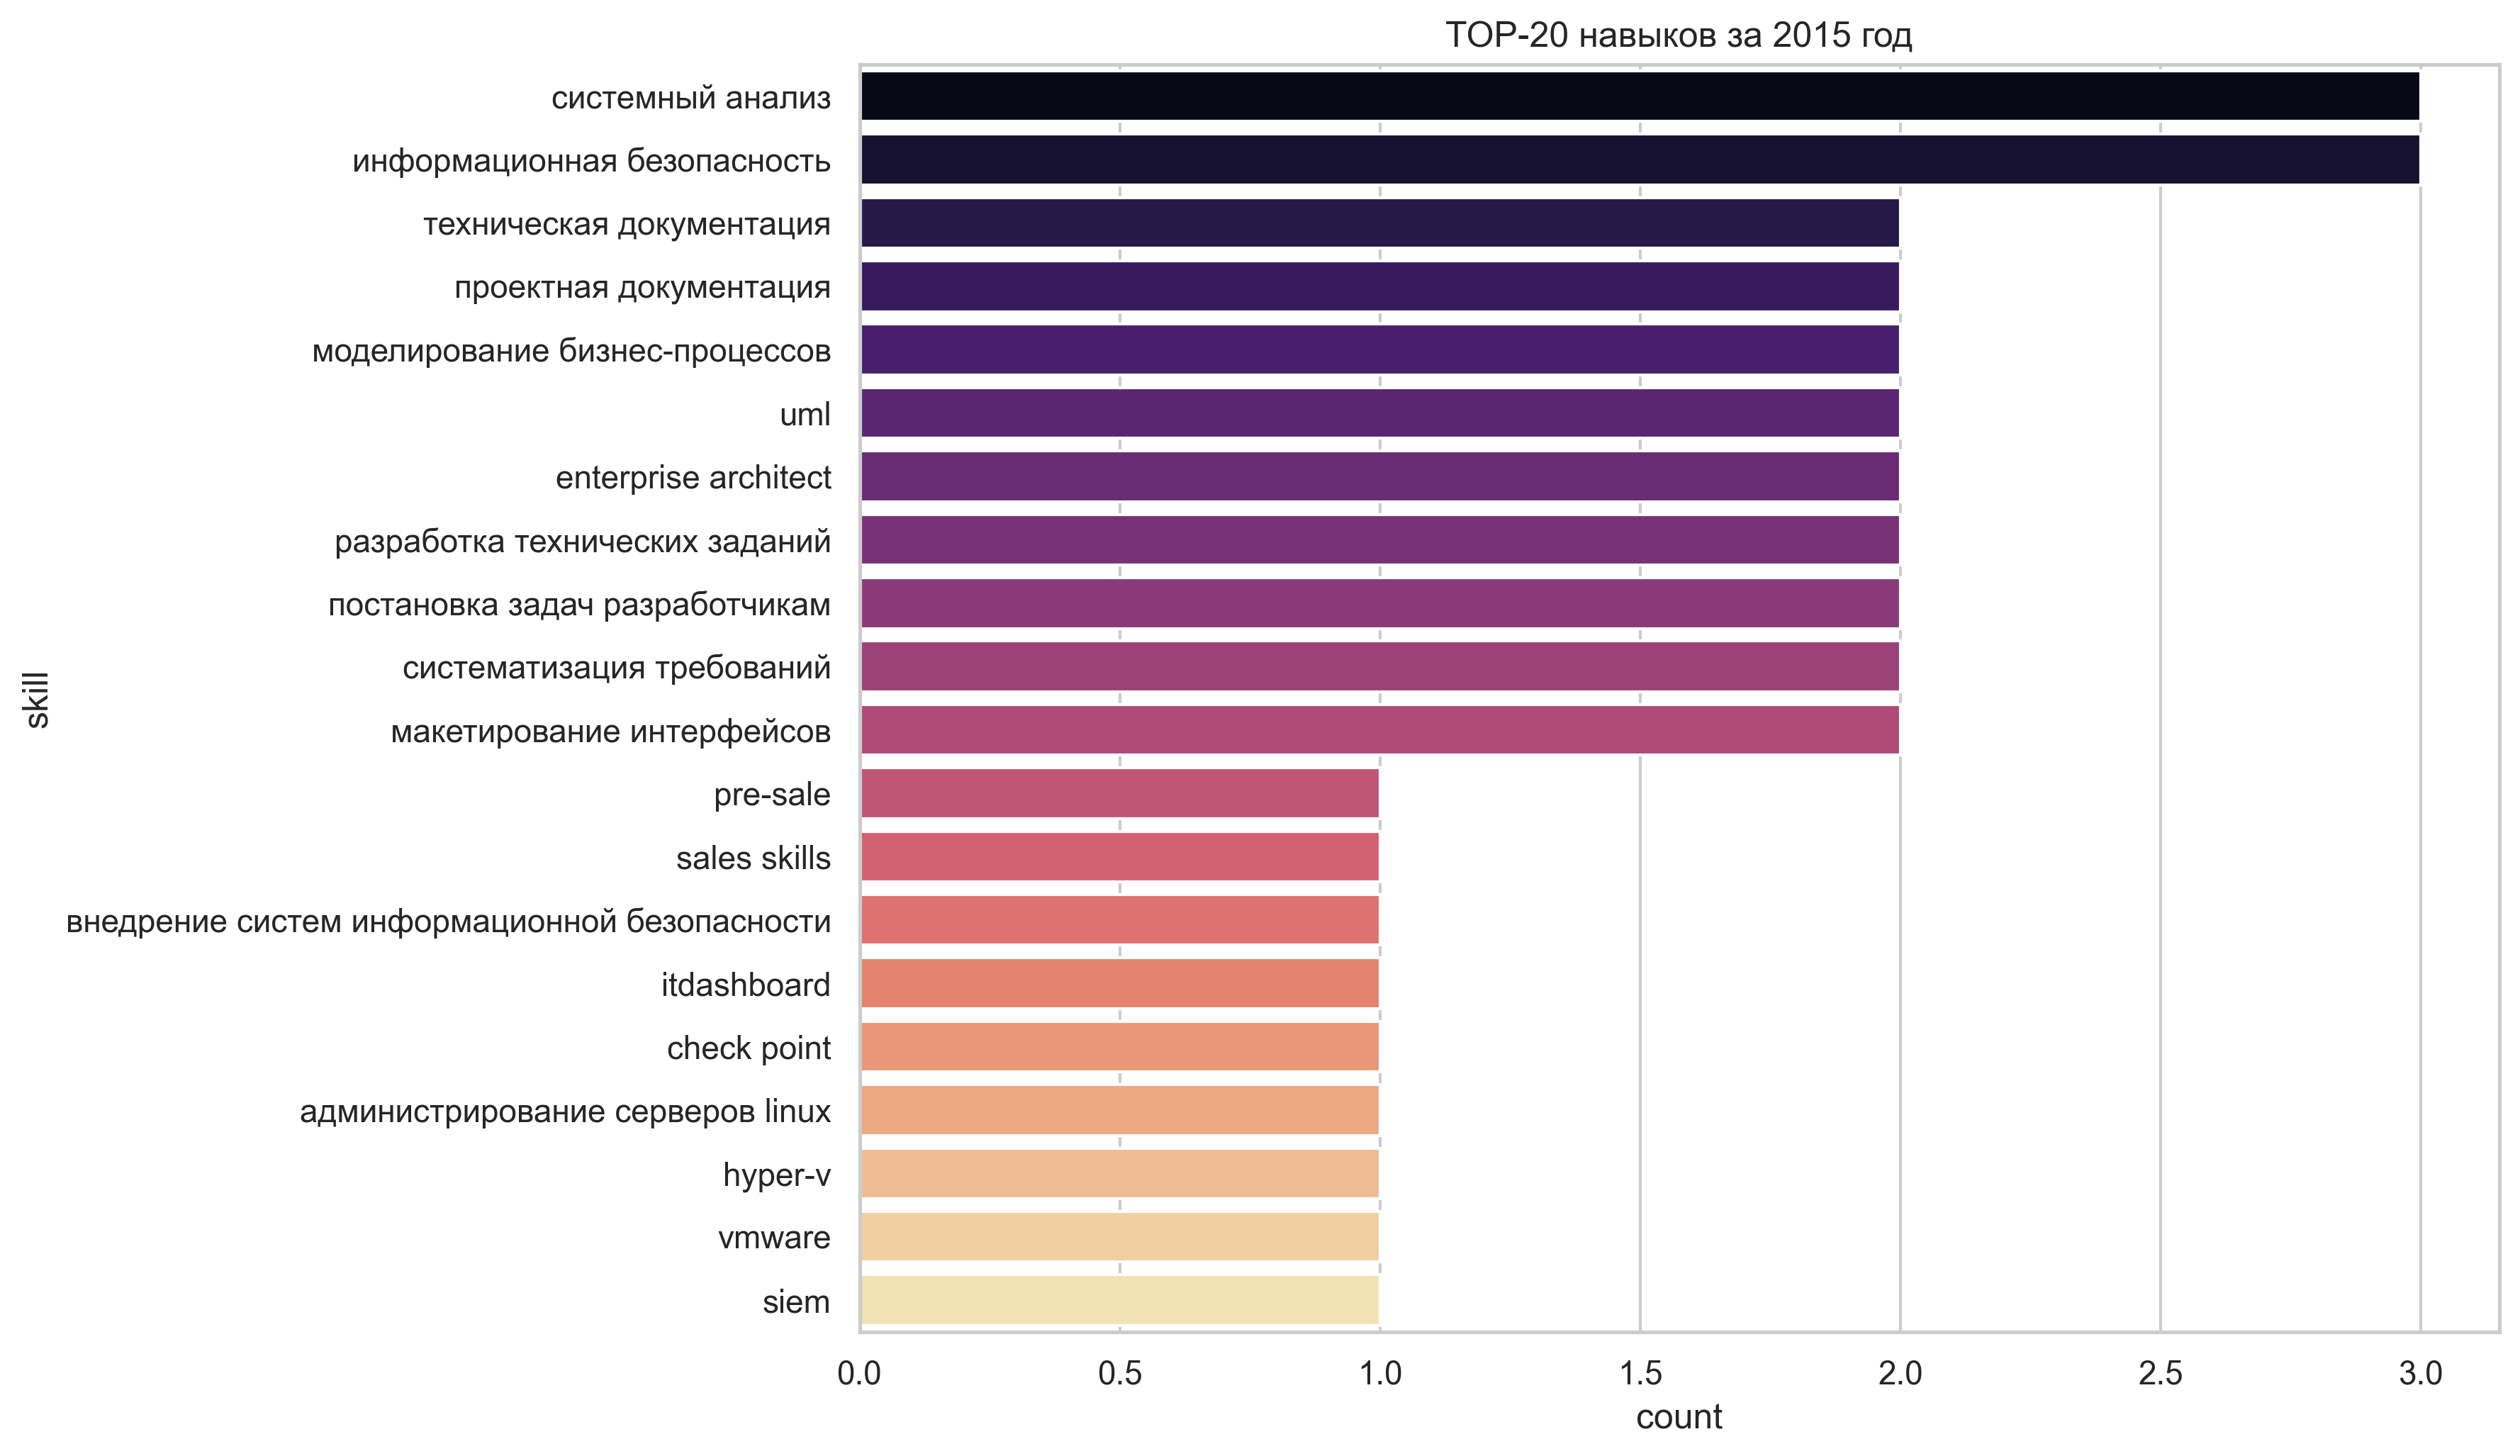 TOP-20 навыков за 2015 год
системный анализ
информационная безопасность
техническая документация
проектная документация
моделирование бизнес-процессов
uml
enterprise architect
разработка технических заданий
постановка задач разработчикам
систематизация требований
макетирование интерфейсов
pre-sale
sales skills
внедрение систем информационной безопасности
itdashboard
check point
администрирование серверов linux
hyper-v
vmware
siem
skill
0.0 0.5 1.0 1.5 2.0 2.5 3.0
count